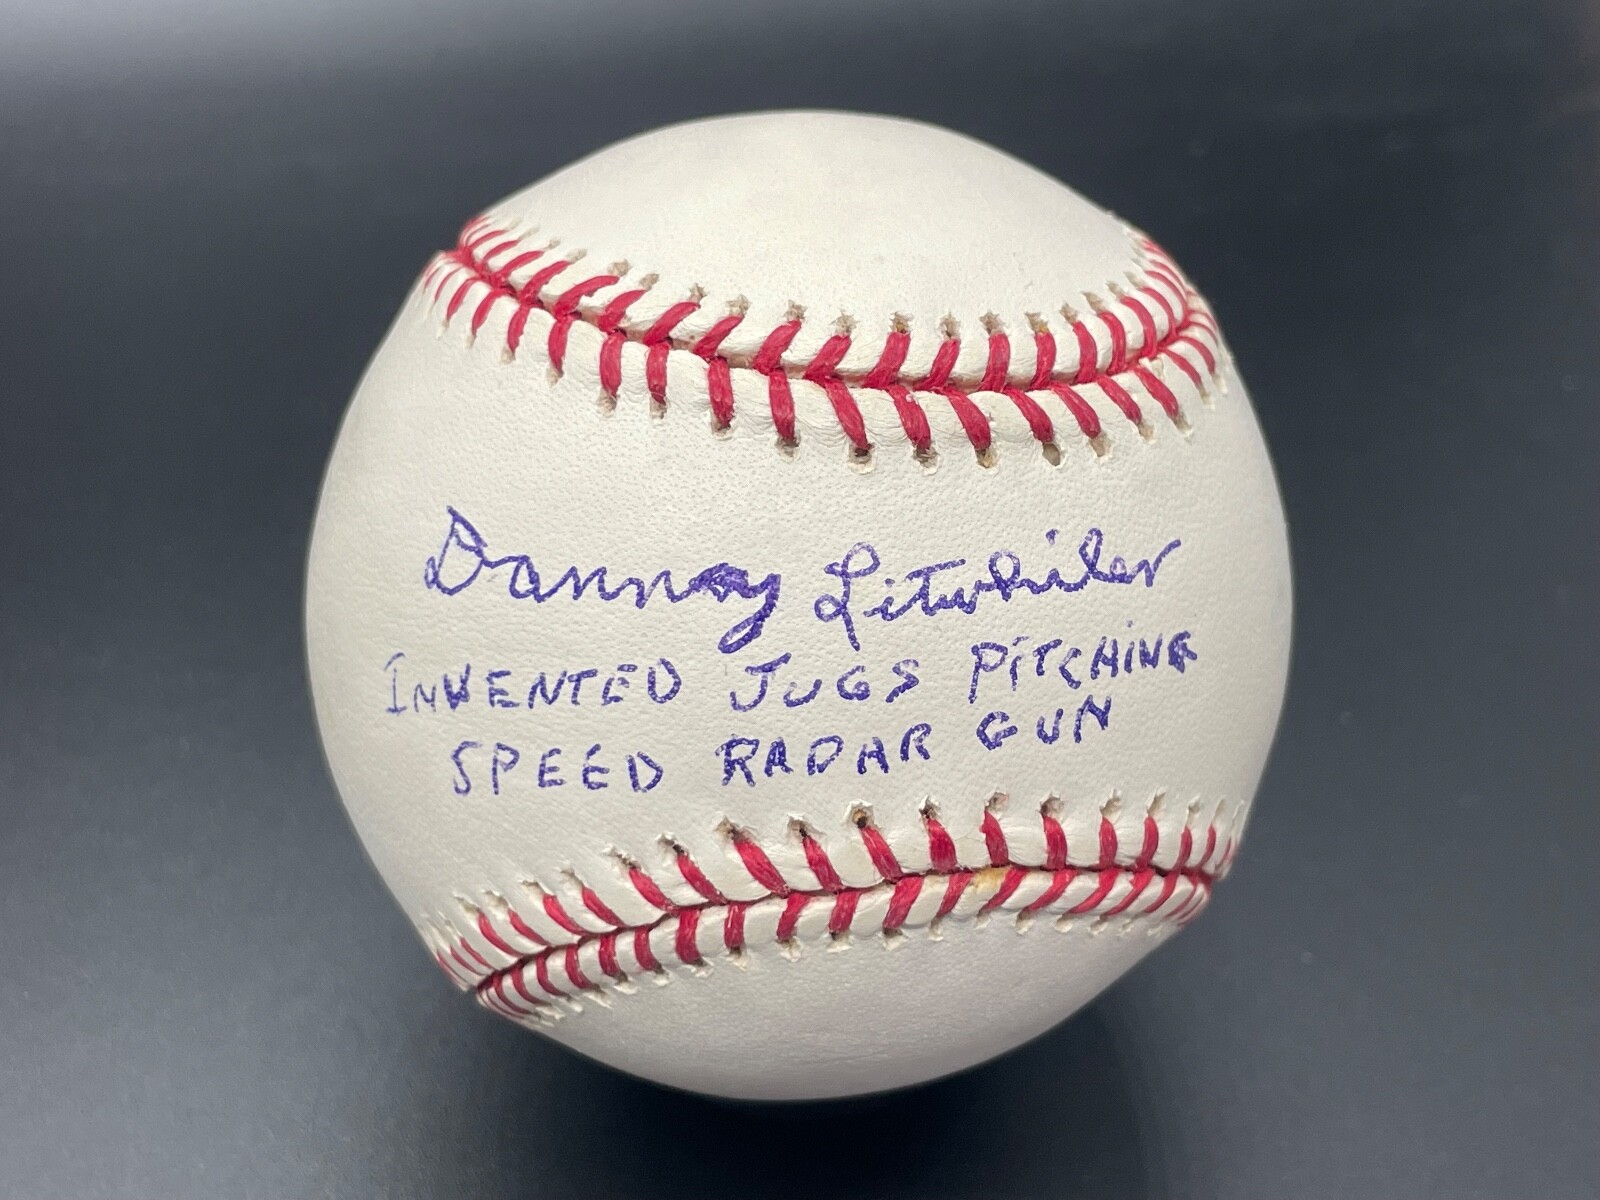 Danny Litwhiler
INVENTED JUGS PITCHING
SPEED RADAR GUN